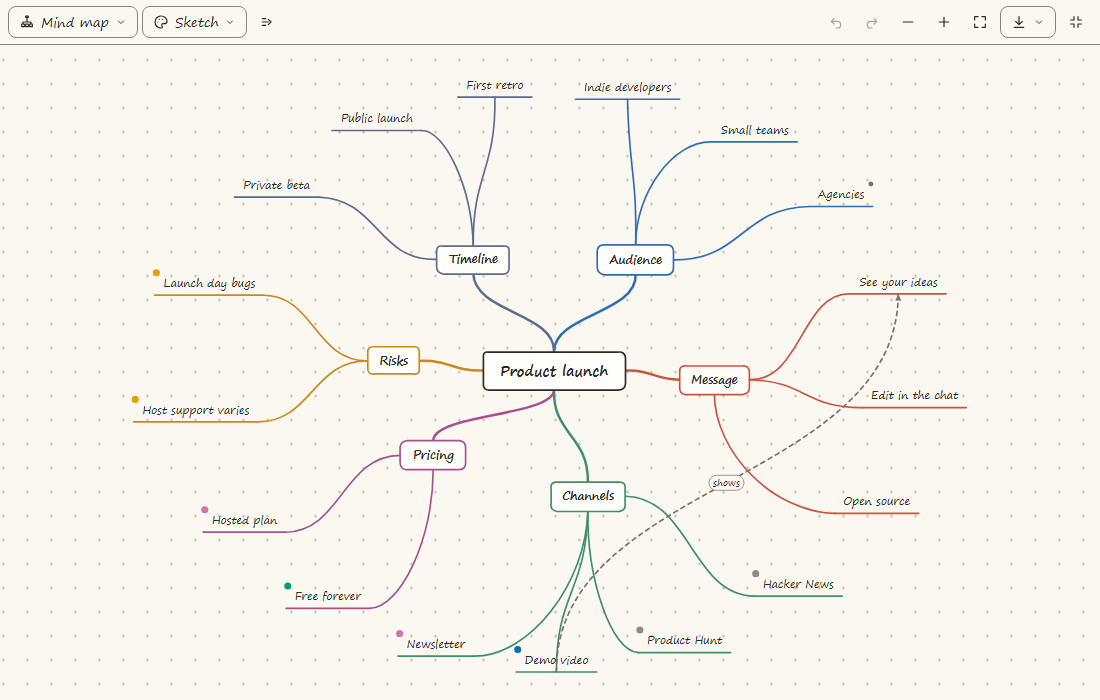 Mind map
Sketch
First retro
Indie developers
Public launch
Small teams
Private beta
Agencies
Timeline
Audience
Launch day bugs
See your ideas
Risks
Product launch
Message
Edit in the chat
Host support varies
Pricing
shows
Channels
Open source
Hosted plan
Hacker News
Free forever
Newsletter
Product Hunt
Demo video